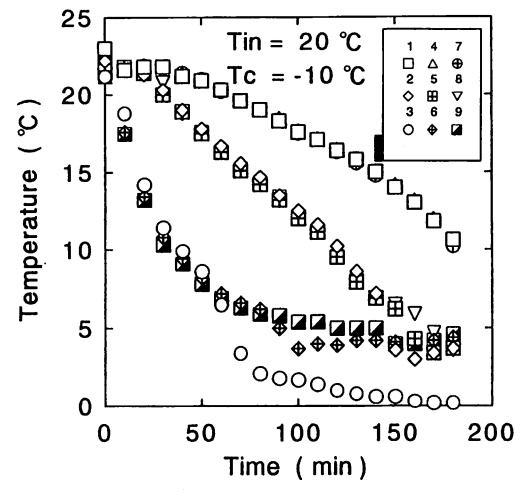 Tin = 20 ℃
Tc = -10 ℃
1 4 7
2 5 8
3 6 9
25
20
15
10
5
0
Temperature ( ℃ )
0 50 100 150 200
Time ( min )